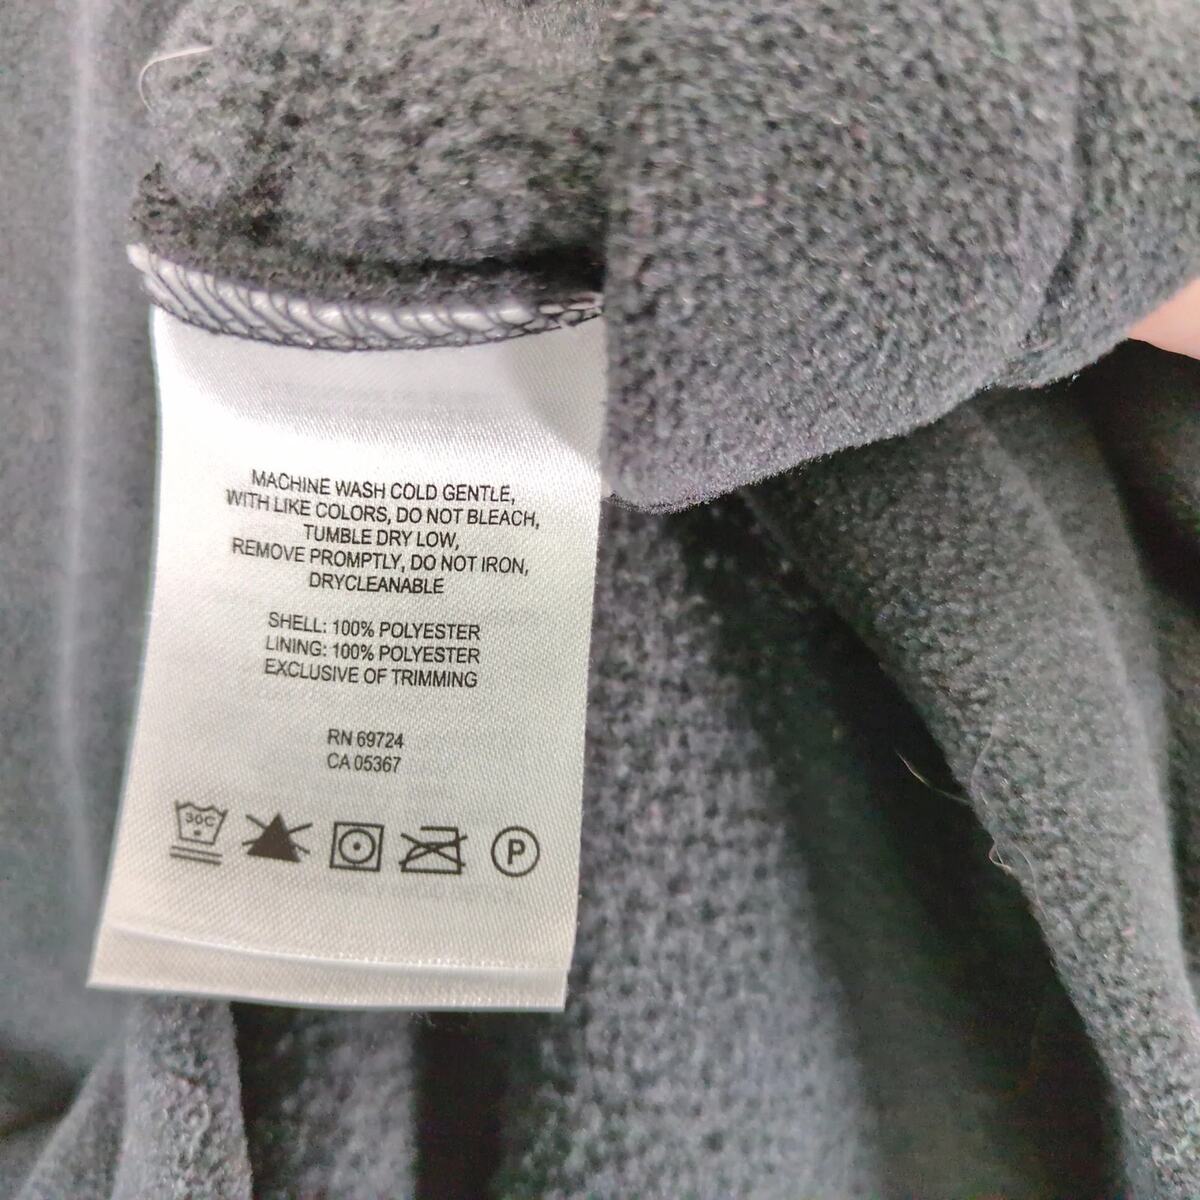 MACHINE WASH COLD GENTLE,
WITH LIKE COLORS, DO NOT BLEACH,
TUMBLE DRY LOW,
REMOVE PROMPTLY, DO NOT IRON,
DRYCLEANABLE
SHELL: 100% POLYESTER
LINING: 100% POLYESTER
EXCLUSIVE OF TRIMMING
RN 69724
CA 05367
30C P